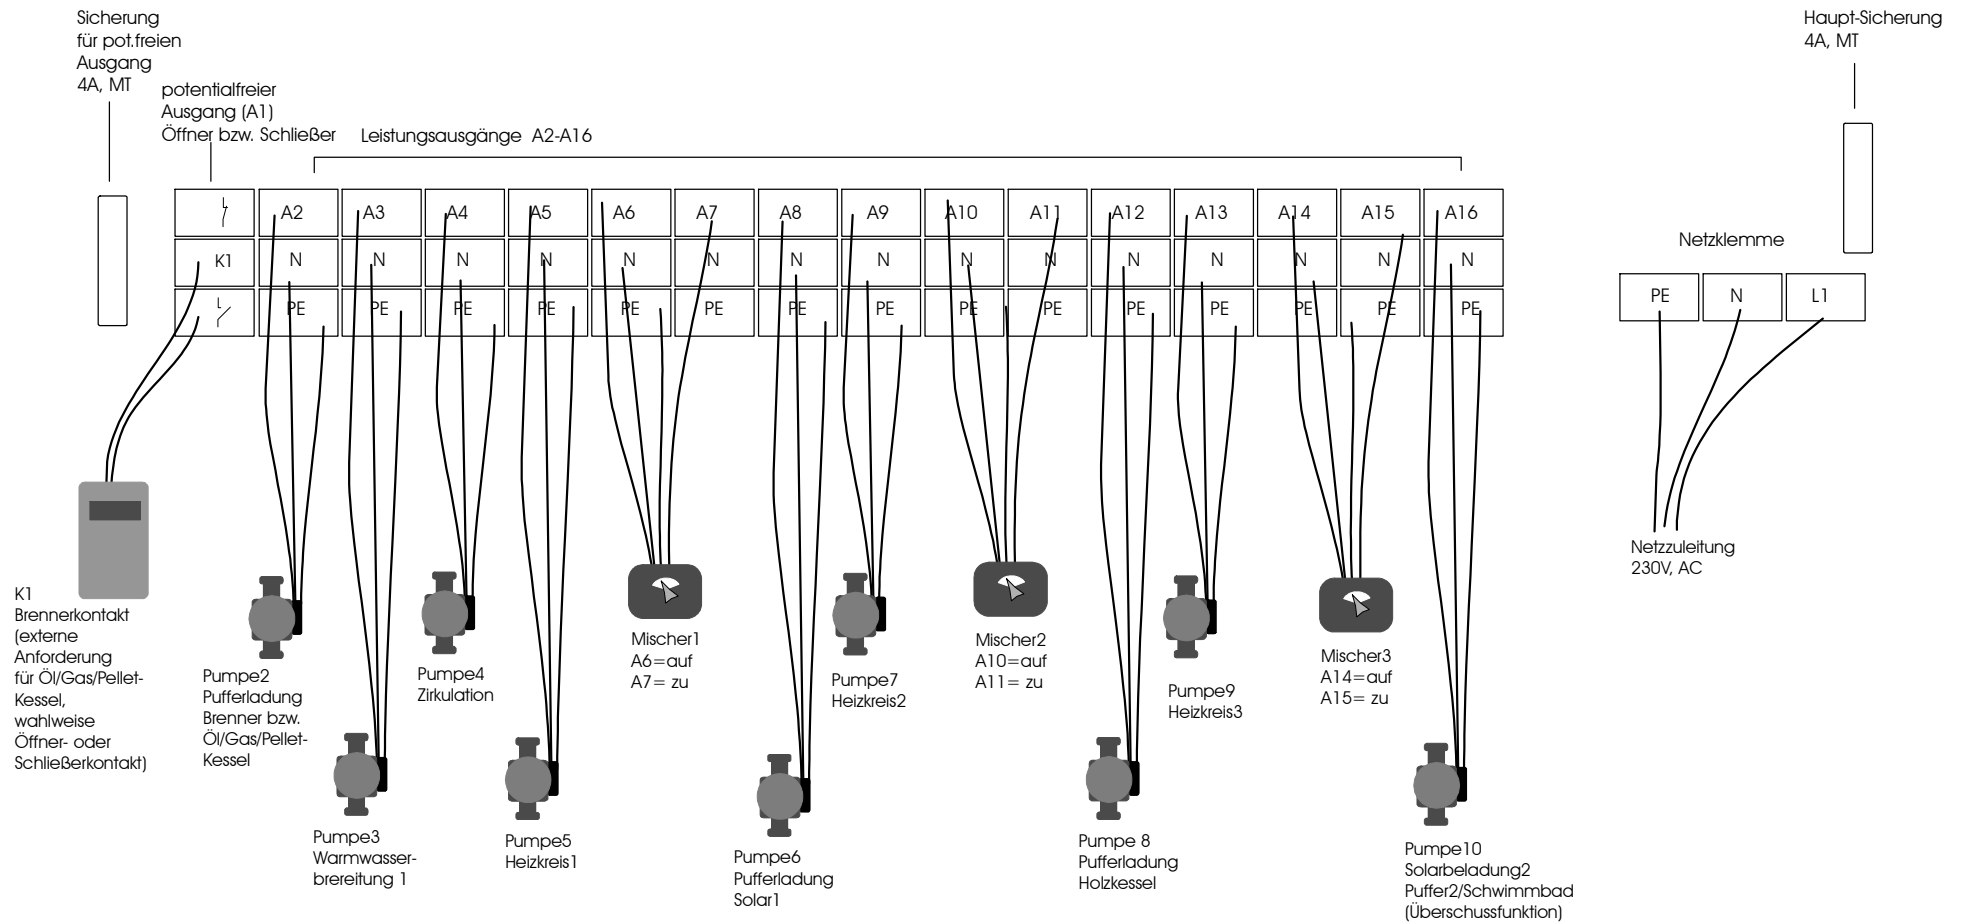 Sicherung
für pot.freien
Ausgang
4A, MT
potentialfreier
Ausgang (A1)
Öffner bzw. Schließer
Leistungsausgänge A2-A16
Haupt-Sicherung
4A, MT
A2 A3 A4 A5 A6 A7 A8 A9 A10 A11 A12 A13 A14 A15 A16
K1 N N N N N N N N N N N N N N N
PE PE PE PE PE PE PE PE PE PE PE PE PE PE PE
Netzklemme
PE N L1
Netzzuleitung
230V, AC
K1
Brennerkontakt
(externe
Anforderung
für Öl/Gas/Pellet-
Kessel,
wahlweise
Öffner- oder
Schließerkontakt)
Pumpe2
Pufferladung
Brenner bzw.
Öl/Gas/Pellet-
Kessel
Pumpe3
Warmwasser-
brereitung 1
Pumpe4
Zirkulation
Pumpe5
Heizkreis1
Mischer1
A6=auf
A7= zu
Pumpe6
Pufferladung
Solar1
Pumpe7
Heizkreis2
Mischer2
A10=auf
A11= zu
Pumpe 8
Pufferladung
Holzkessel
Pumpe9
Heizkreis3
Mischer3
A14=auf
A15= zu
Pumpe10
Solarbeladung2
Puffer2/Schwimmbad
(Überschussfunktion)